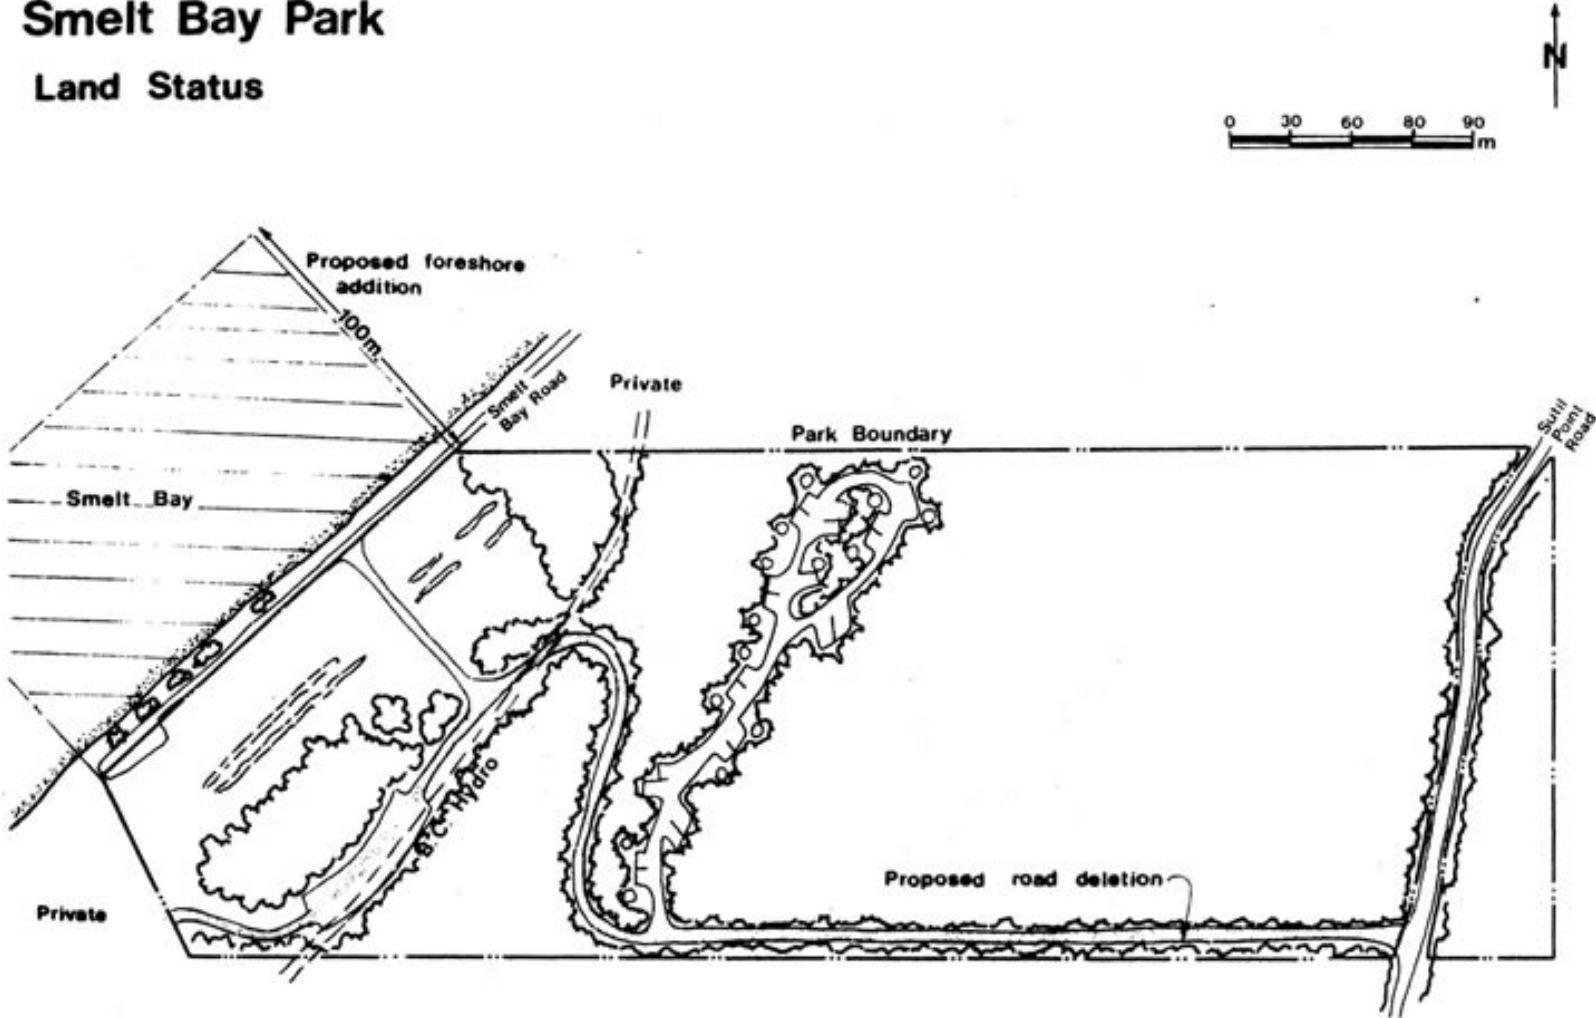 Smelt Bay Park
Land Status
N
0 30 60 80 90
m
Proposed foreshore
addition
100m.
Smelt
Bay Road
Private
Park Boundary
Sutil
Point
Road
Smelt Bay
B.C. Hydro
Proposed road deletion
Private